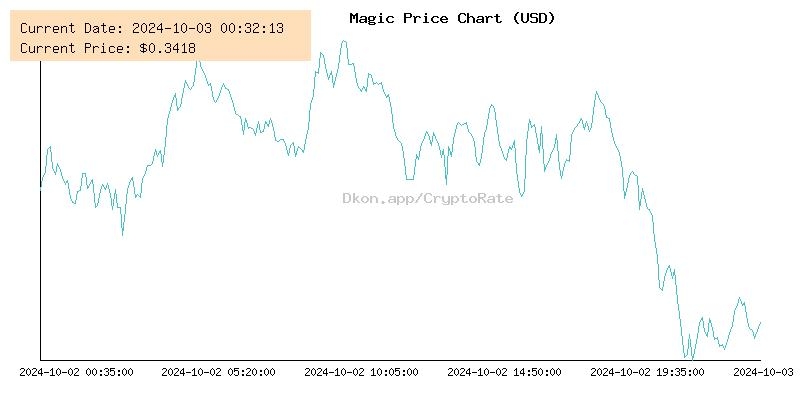 Magic Price Chart (USD)
Current Date: 2024-10-03 00:32:13
Current Price: $0.3418
Dkon.app/CryptoRate
2024-10-02 00:35:00 2024-10-02 05:20:00 2024-10-02 10:05:00 2024-10-02 14:50:00 2024-10-02 19:35:00 2024-10-03